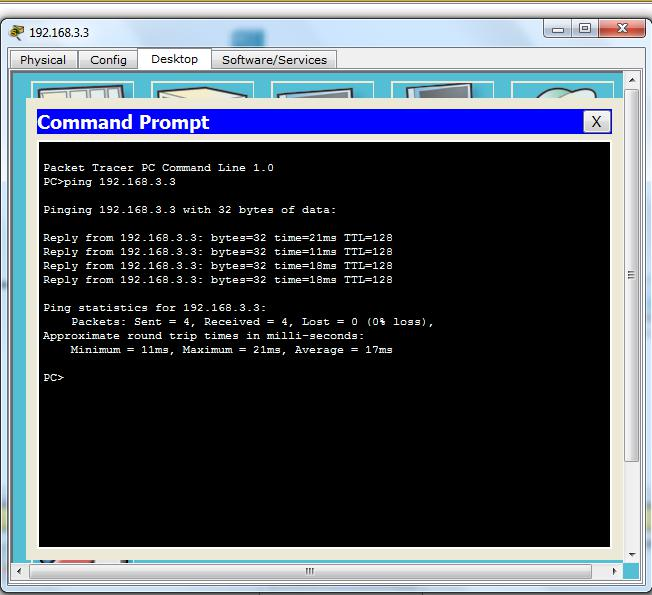 192.168.3.3
Physical Config Desktop Software/Services
Command Prompt X
Packet Tracer PC Command Line 1.0
PC>ping 192.168.3.3
Pinging 192.168.3.3 with 32 bytes of data:
Reply from 192.168.3.3: bytes=32 time=21ms TTL=128
Reply from 192.168.3.3: bytes=32 time=11ms TTL=128
Reply from 192.168.3.3: bytes=32 time=18ms TTL=128
Reply from 192.168.3.3: bytes=32 time=18ms TTL=128
Ping statistics for 192.168.3.3:
Packets: Sent = 4, Received = 4, Lost = 0 (0% loss),
Approximate round trip times in milli-seconds:
Minimum = 11ms, Maximum = 21ms, Average = 17ms
PC>